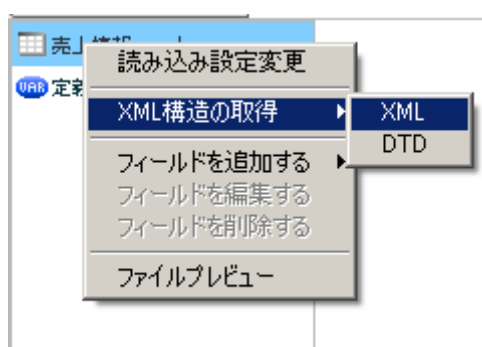 売上
読み込み設定変更
VAR 定
XML構造の取得
XML
DTD
フィールドを追加する
フィールドを編集する
フィールドを削除する
ファイルプレビュー